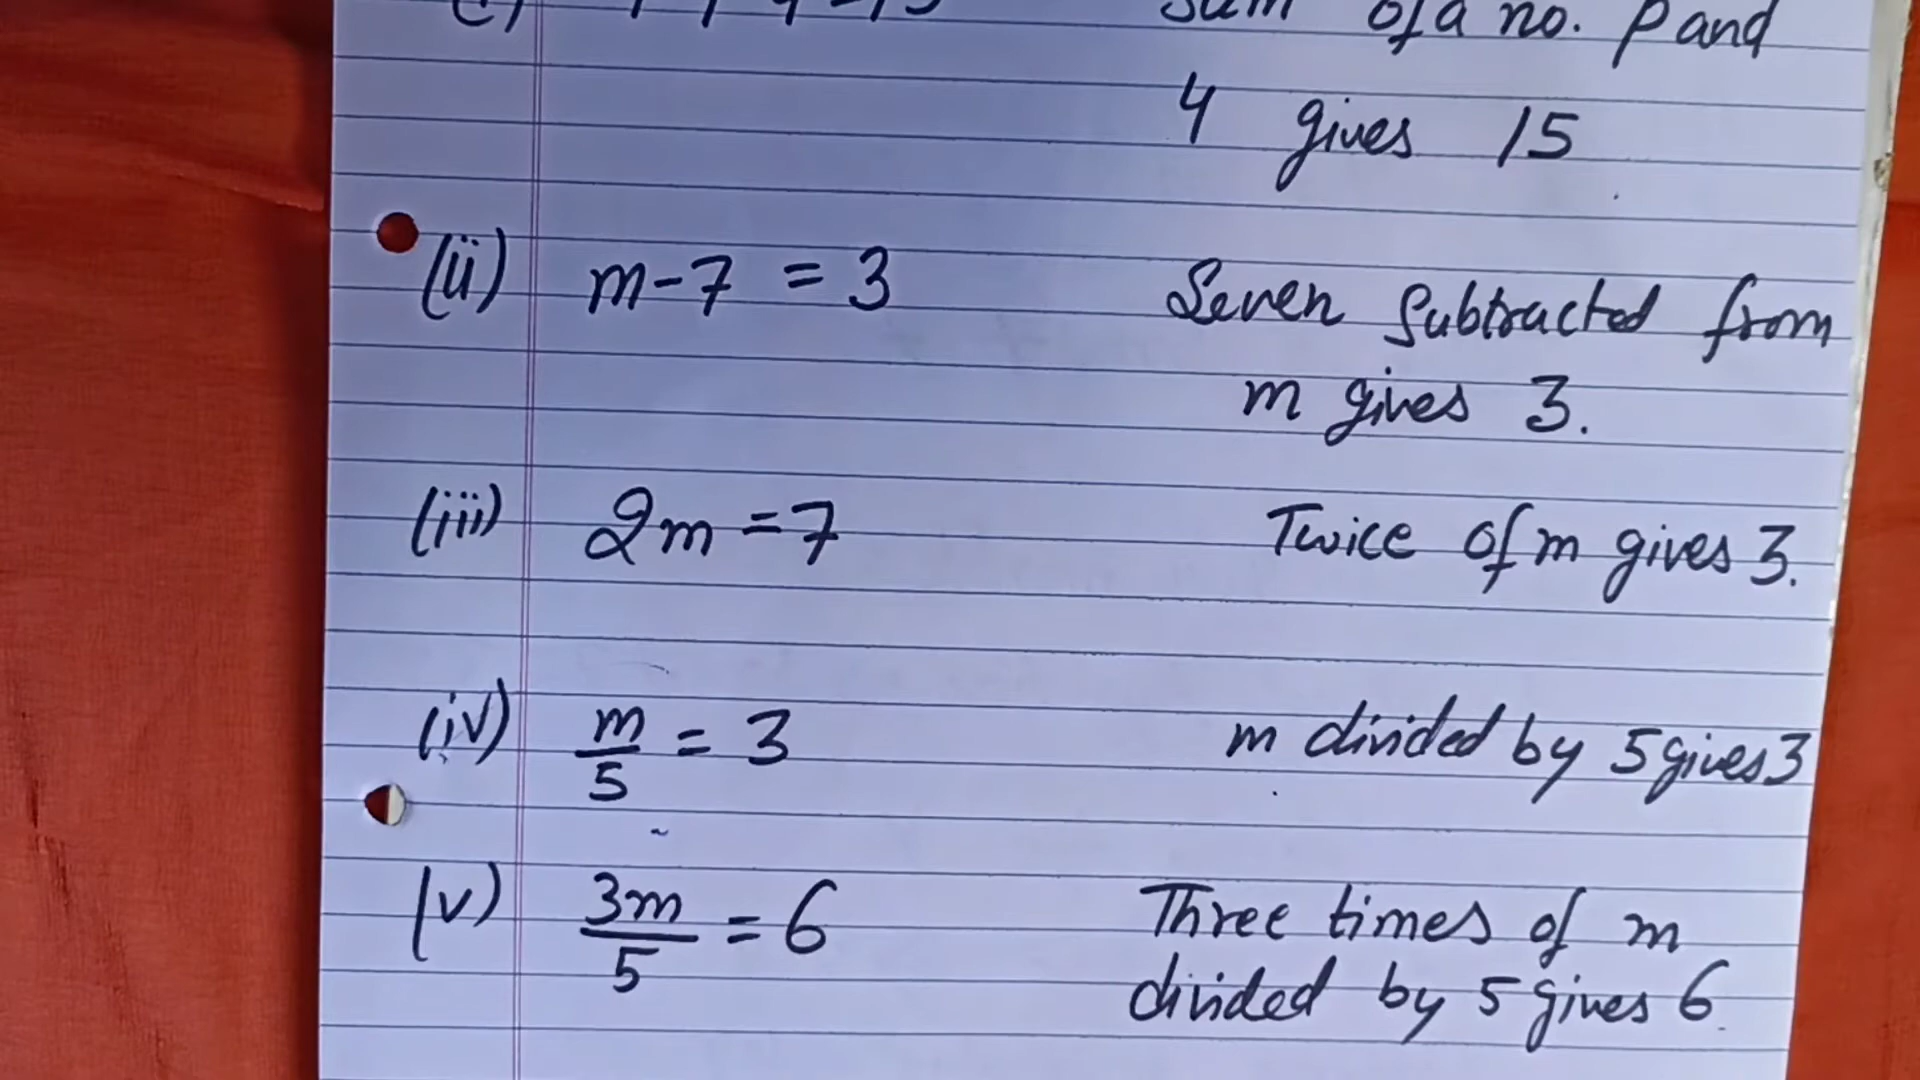 Sum of a no. p and
4 gives 15
(ii) m-7 = 3 Seven Subtracted from
m gives 3.
(iii) 2m = 7 Twice of m gives 3.
(iv) m/5 = 3 m divided by 5 gives 3
(v) 3m/5 = 6 Three times of m
divided by 5 gives 6.